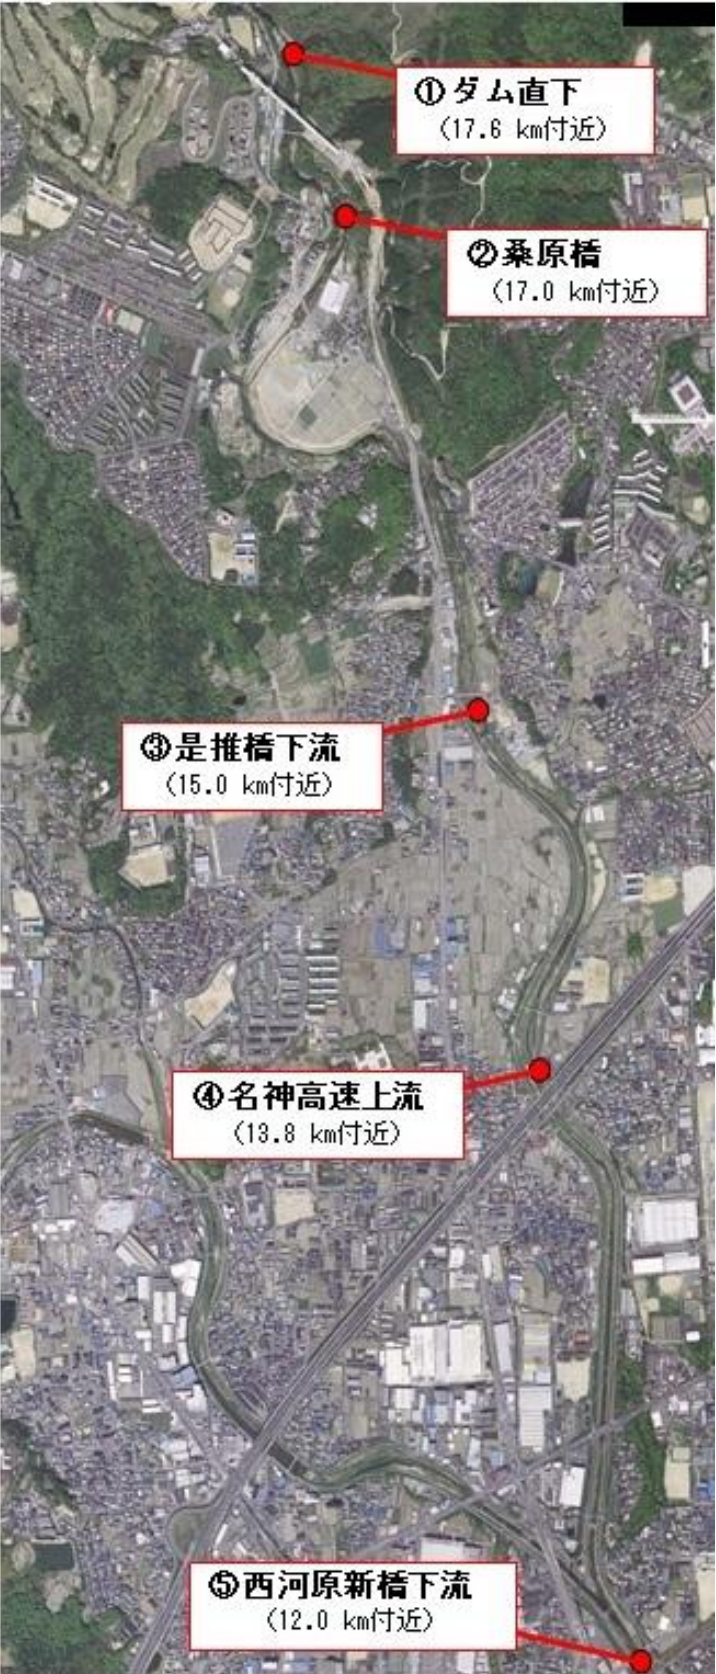 ①ダム直下
（17.6 km付近）
②桑原橋
（17.0 km付近）
③是推橋下流
（15.0 km付近）
④名神高速上流
（13.8 km付近）
⑤西河原新橋下流
（12.0 km付近）